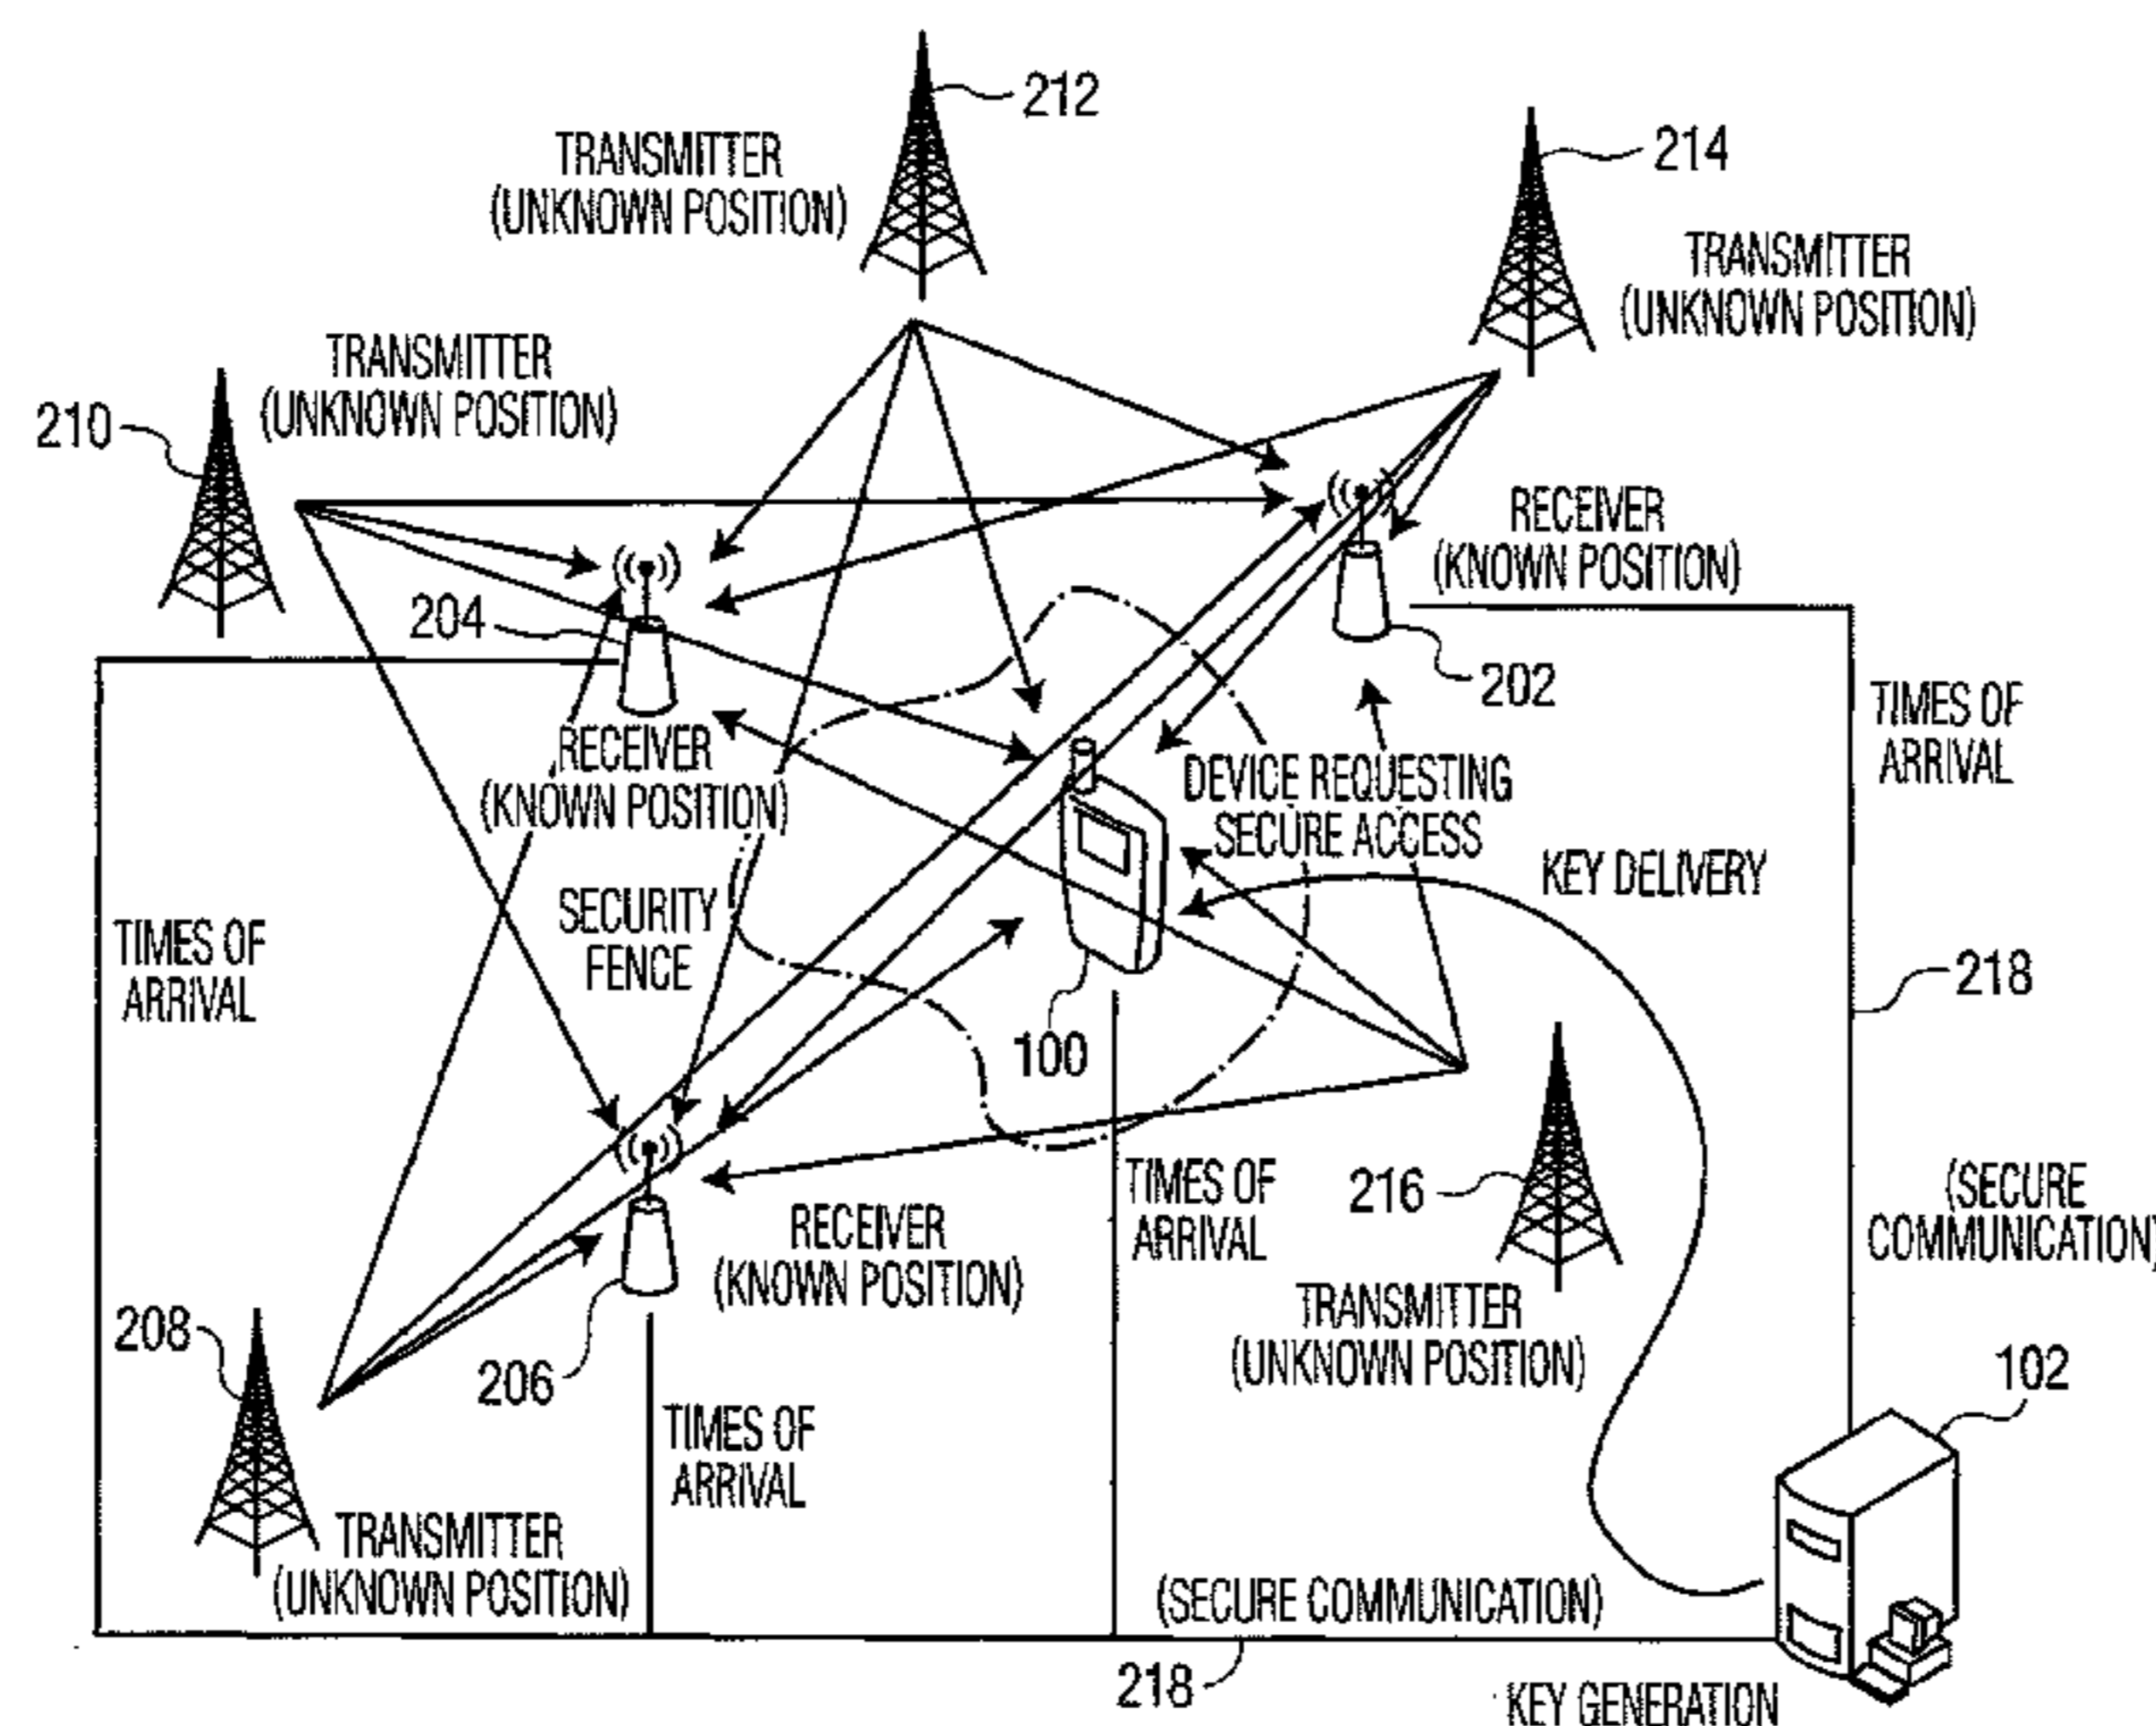 212
TRANSMITTER
(UNKNOWN POSITION)
214
TRANSMITTER
(UNKNOWN POSITION)
TRANSMITTER
(UNKNOWN POSITION)
210
RECEIVER
(KNOWN POSITION)
204
202
TIMES OF
ARRIVAL
RECEIVER
(KNOWN POSITION)
DEVICE REQUESTING
SECURE ACCESS
KEY DELIVERY
SECURITY
FENCE
TIMES OF
ARRIVAL
218
100
TIMES OF
ARRIVAL
216
(SECURE
COMMUNICATION)
RECEIVER
(KNOWN POSITION)
TRANSMITTER
(UNKNOWN POSITION)
208
206
102
TIMES OF
ARRIVAL
TRANSMITTER
(UNKNOWN POSITION)
(SECURE COMMUNICATION)
218
KEY GENERATION